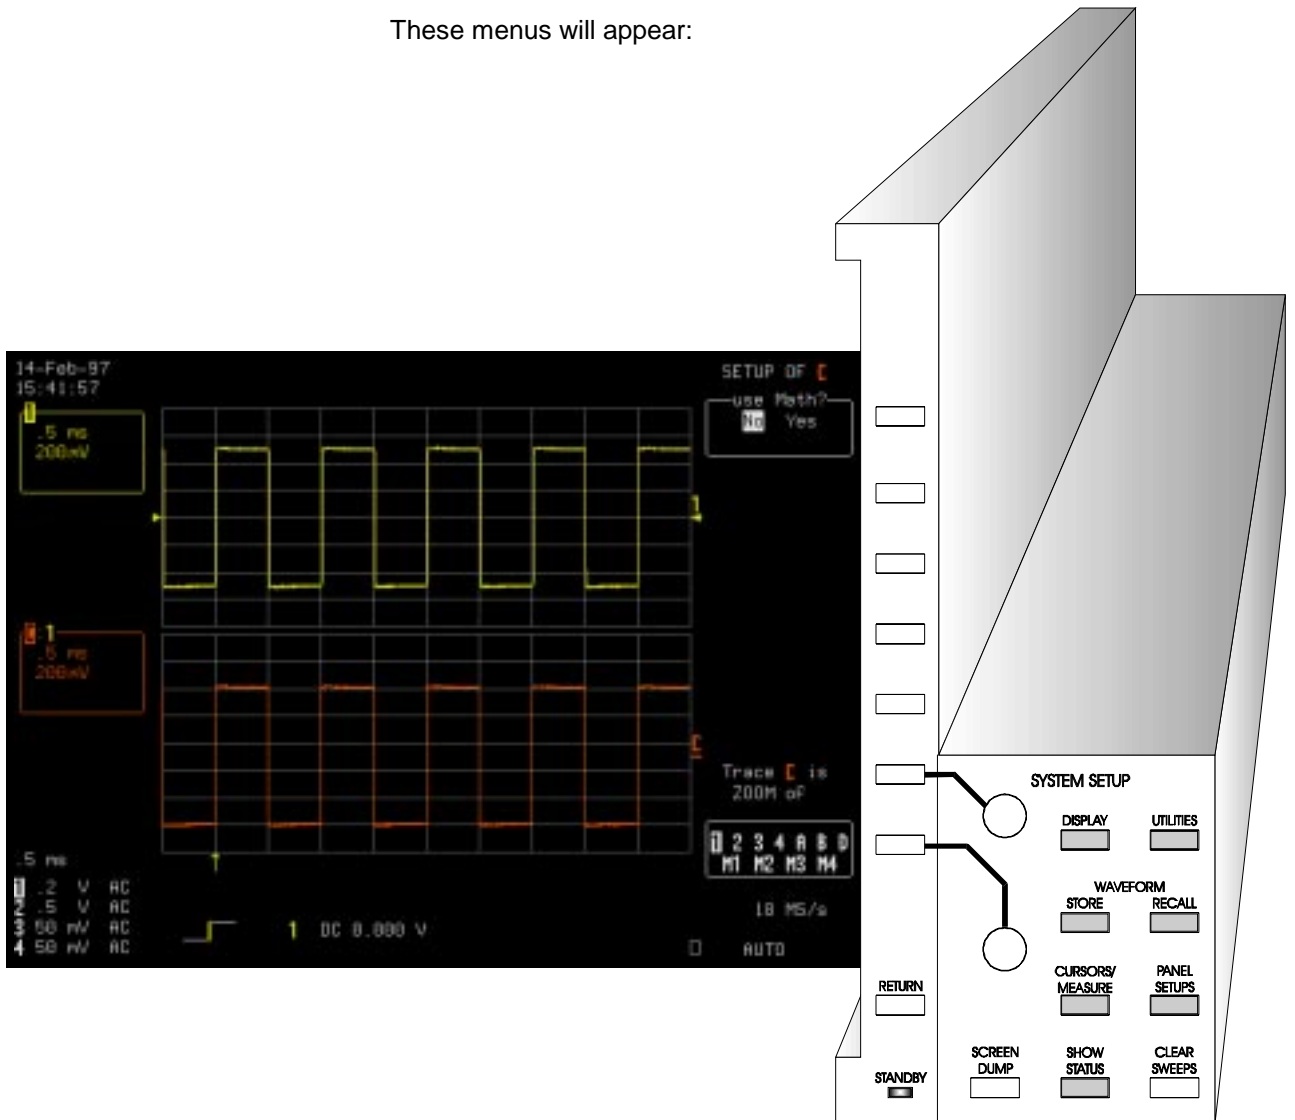 These menus will appear:
14-Feb-97
15:41:57
SETUP OF C
use Math?
No Yes
1
.5 ms
200mV
1
1
.5 ms
200mV
C
Trace C is
200M of
1 2 3 4 A B D
M1 M2 M3 M4
.5 ms
1 .2 V AC
2 .5 V AC
3 50 mV AC
4 50 mV AC
1 DC 0.000 V
10 MS/s
AUTO
SYSTEM SETUP
DISPLAY UTILITIES
WAVEFORM
STORE RECALL
CURSORS/ MEASURE
PANEL SETUPS
RETURN
SCREEN DUMP
SHOW STATUS
CLEAR SWEEPS
STANDBY